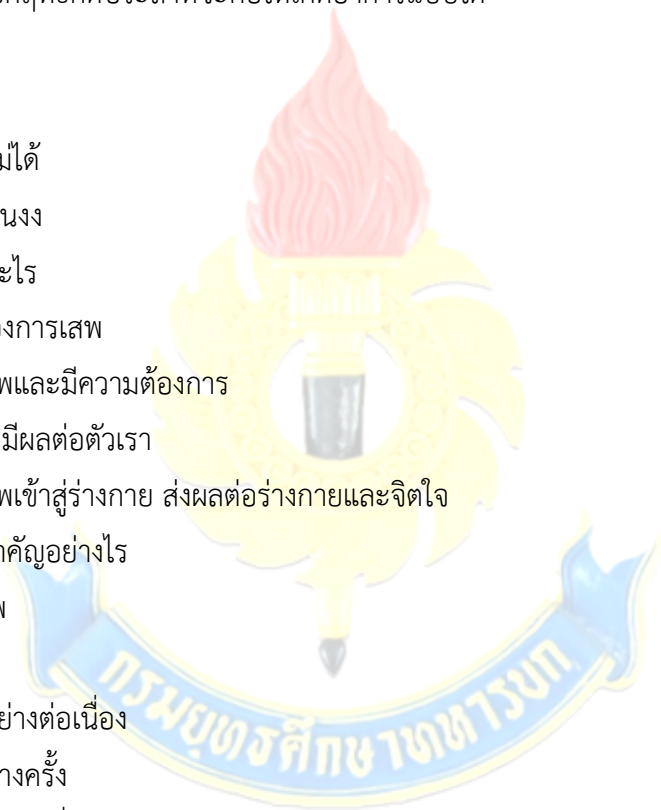 ม่ได้
นงง
ะไร
องการเสพ
พและมีความต้องการ
มีผลต่อตัวเรา
พเข้าสู่ร่างกาย ส่งผลต่อร่างกายและจิตใจ
าคัญอย่างไร
พ
กรมยุทธศึกษาทหารบก
ย่างต่อเนื่อง
างครั้ง